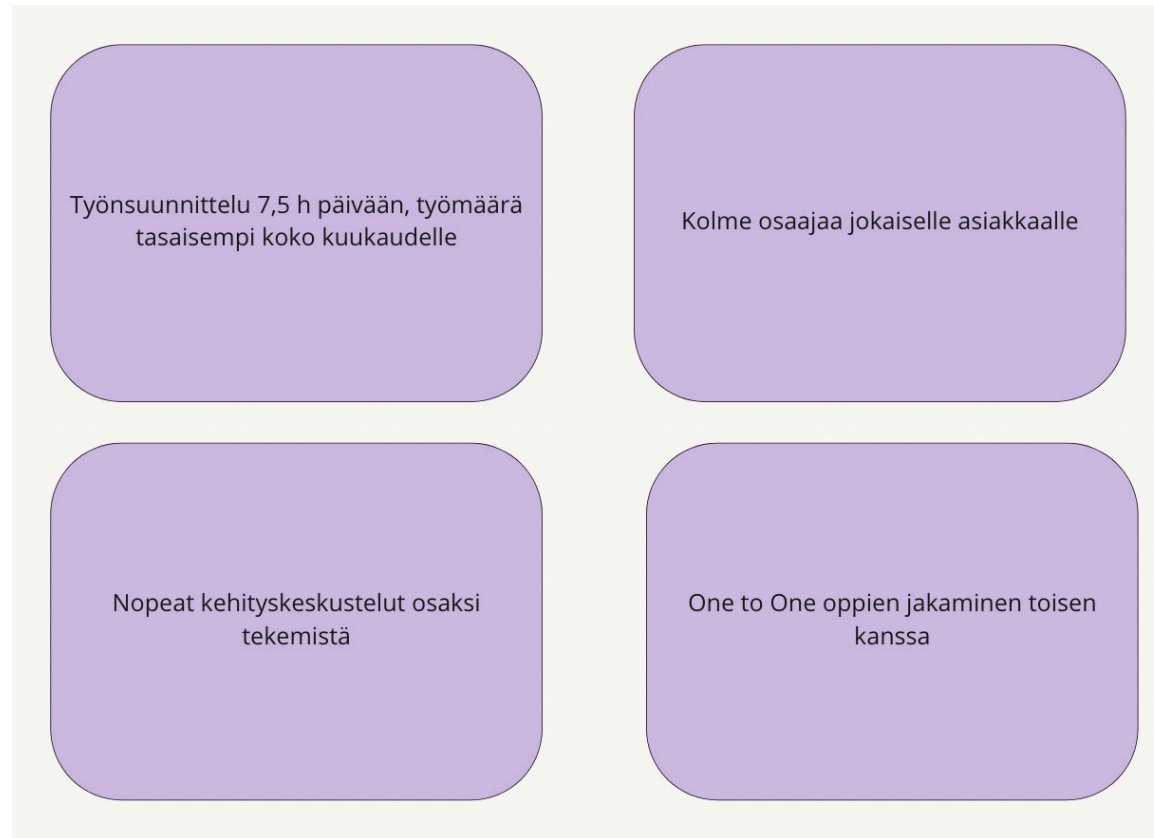 Työnsuunnittelu 7,5 h päivään, työmäärä
tasaisempi koko kuukaudelle
Kolme osaajaa jokaiselle asiakkaalle
Nopeat kehityskeskustelut osaksi
tekemistä
One to One oppien jakaminen toisen
kanssa